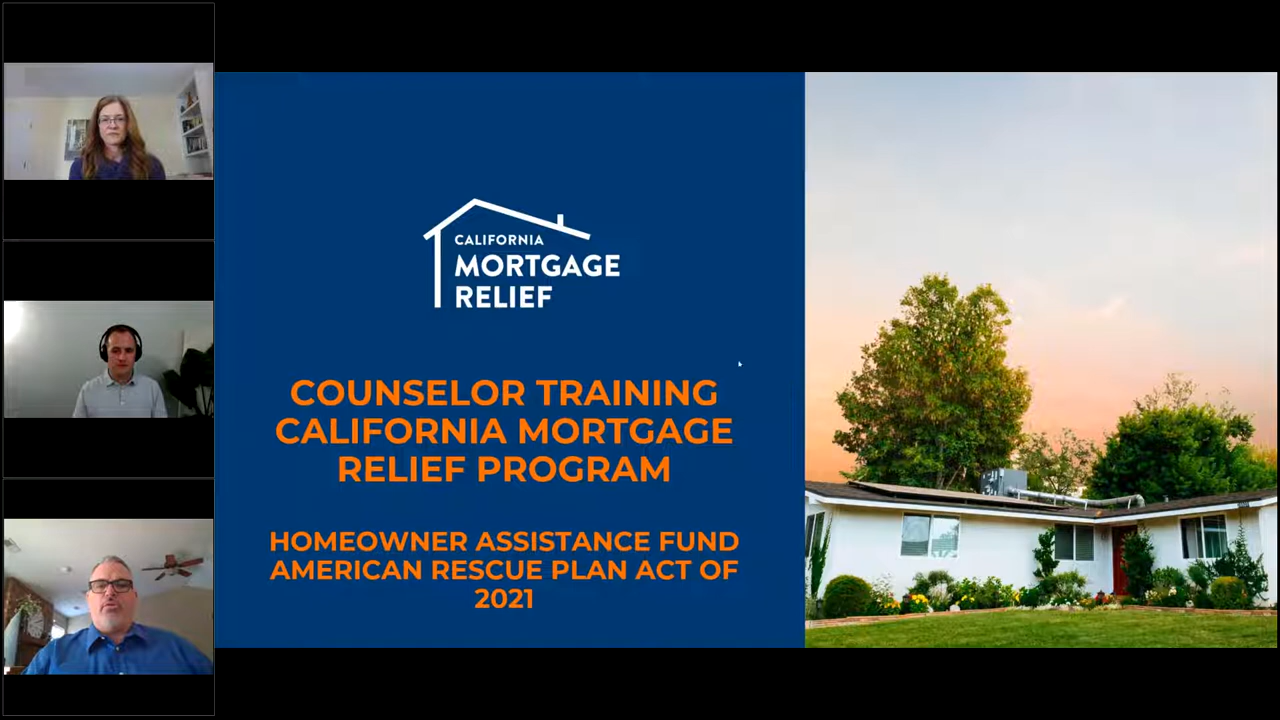 CALIFORNIA
MORTGAGE
RELIEF
COUNSELOR TRAINING
CALIFORNIA MORTGAGE
RELIEF PROGRAM
HOMEOWNER ASSISTANCE FUND
AMERICAN RESCUE PLAN ACT OF
2021